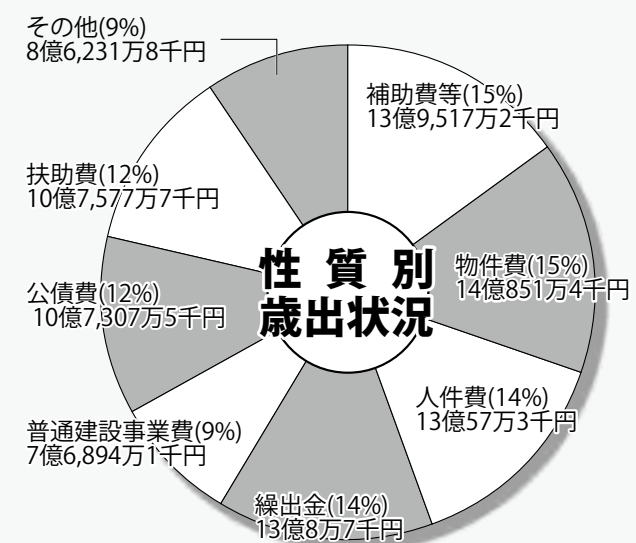 その他(9%)
8億6,231万8千円
補助費等(15%)
13億9,517万2千円
扶助費(12%)
10億7,577万7千円
性質別
歳出状況
物件費(15%)
14億851万4千円
公債費(12%)
10億7,307万5千円
人件費(14%)
13億57万3千円
普通建設事業費(9%)
7億6,894万1千円
繰出金(14%)
13億8万7千円